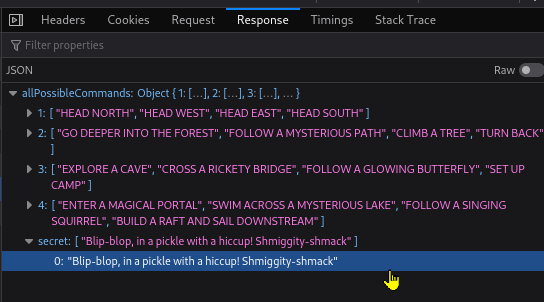 Headers Cookies Request Response Timings Stack Trace
Filter properties
JSON Raw
allPossibleCommands: Object { 1: […], 2: […], 3: […], … }
1: [ "HEAD NORTH", "HEAD WEST", "HEAD EAST", "HEAD SOUTH" ]
2: [ "GO DEEPER INTO THE FOREST", "FOLLOW A MYSTERIOUS PATH", "CLIMB A TREE", "TURN BACK"
]
3: [ "EXPLORE A CAVE", "CROSS A RICKETY BRIDGE", "FOLLOW A GLOWING BUTTERFLY", "SET UP
CAMP" ]
4: [ "ENTER A MAGICAL PORTAL", "SWIM ACROSS A MYSTERIOUS LAKE", "FOLLOW A SINGING
SQUIRREL", "BUILD A RAFT AND SAIL DOWNSTREAM" ]
secret: [ "Blip-blop, in a pickle with a hiccup! Shmiggity-shmack" ]
0: "Blip-blop, in a pickle with a hiccup! Shmiggity-shmack"